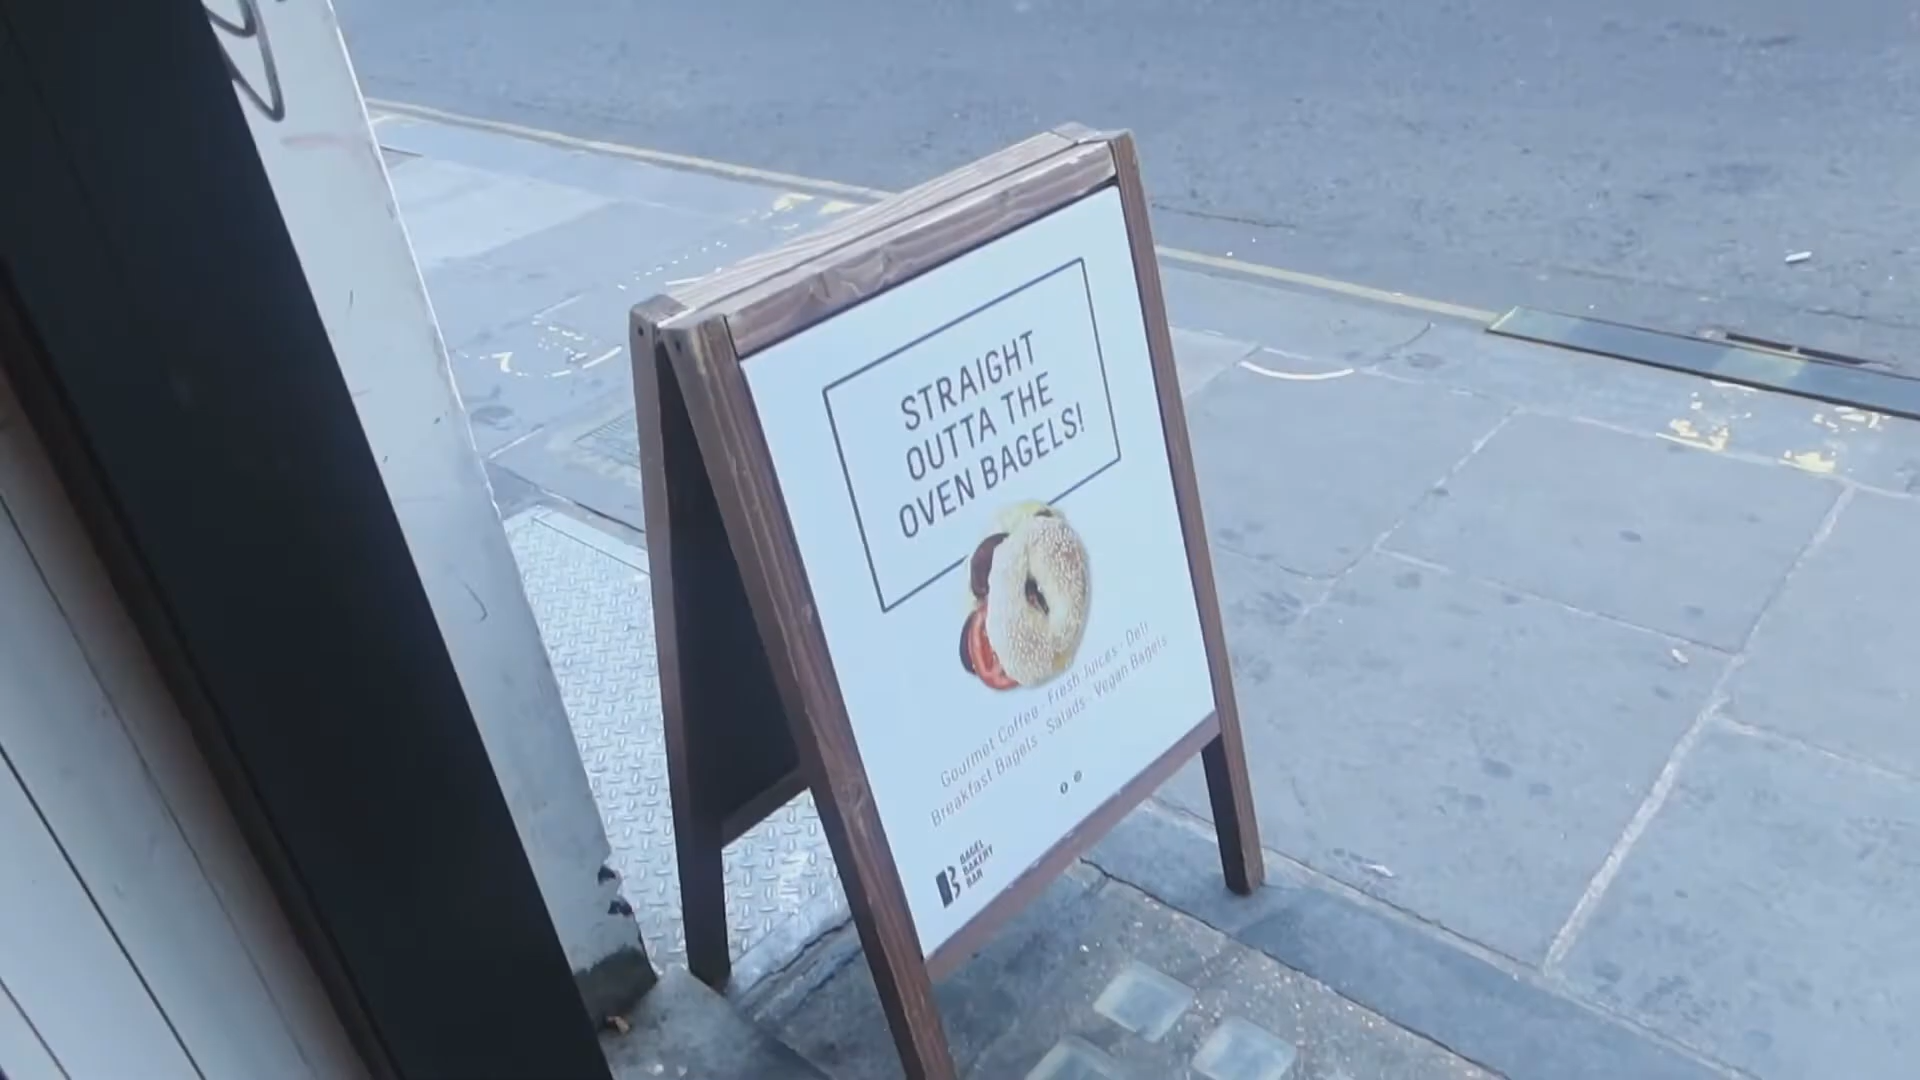 STRAIGHT
OUTTA THE
OVEN BAGELS!
Gourmet Coffee · Fresh Juices · Deli
Breakfast Bagels · Salads · Vegan Bagels
BAGEL
BAKERY
BAR